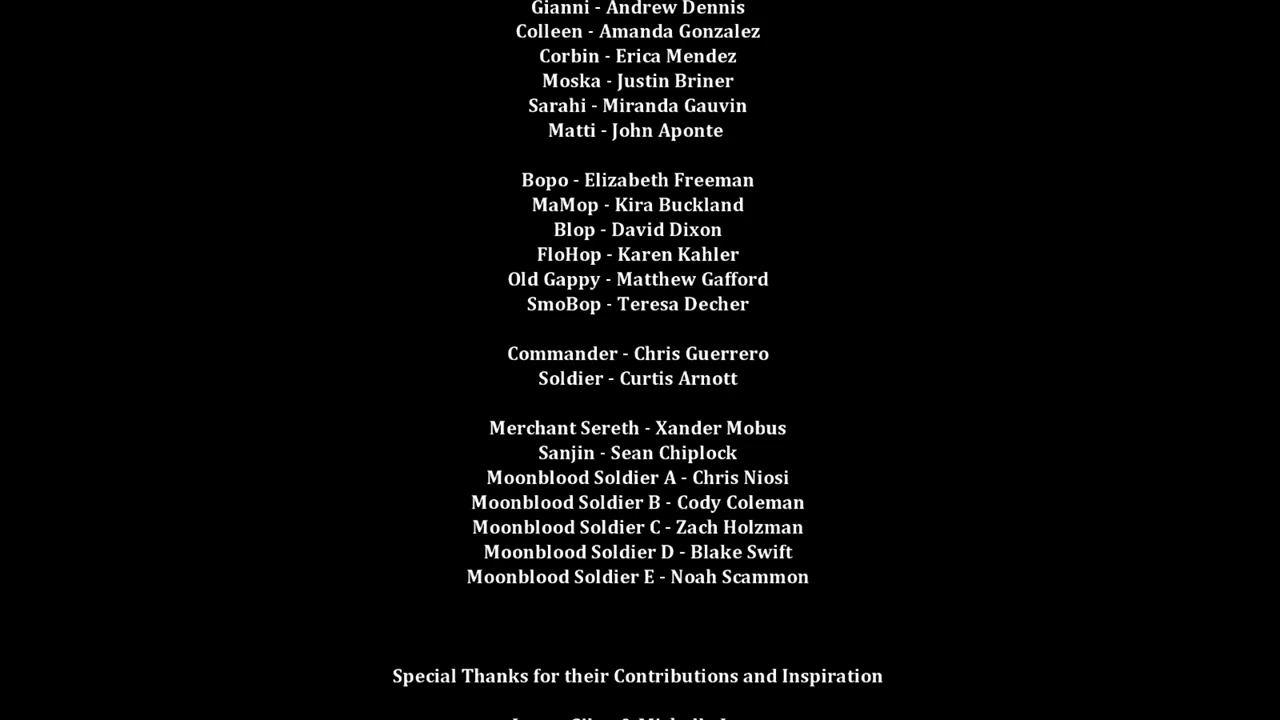 Gianni - Andrew Dennis
Colleen - Amanda Gonzalez
Corbin - Erica Mendez
Moska - Justin Briner
Sarahi - Miranda Gauvin
Matti - John Aponte
Bopo - Elizabeth Freeman
MaMop - Kira Buckland
Blop - David Dixon
FloHop - Karen Kahler
Old Gappy - Matthew Gafford
SmoBop - Teresa Decher
Commander - Chris Guerrero
Soldier - Curtis Arnott
Merchant Sereth - Xander Mobus
Sanjin - Sean Chiplock
Moonblood Soldier A - Chris Niosi
Moonblood Soldier B - Cody Coleman
Moonblood Soldier C - Zach Holzman
Moonblood Soldier D - Blake Swift
Moonblood Soldier E - Noah Scammon
Special Thanks for their Contributions and Inspiration